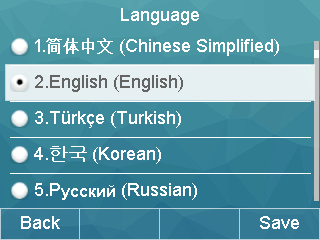 Language
1.简体中文 (Chinese Simplified)
2.English (English)
3.Türkçe (Turkish)
4.한국 (Korean)
5.Русский (Russian)
Back Save